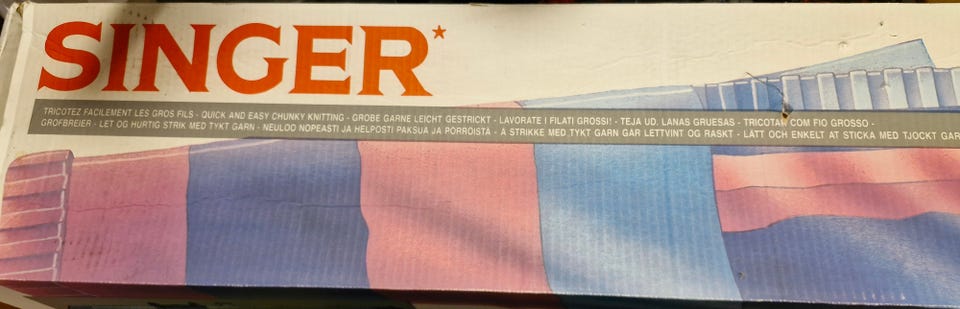 SINGER*
TRICOTEZ FACILEMENT LES GROS FILS - QUICK AND EASY CHUNKY KNITTING - GROBE GARNE LEICHT GESTRICKT - LAVORATE I FILATI GROSSI! - TEJA UD. LANAS GRUESAS - TRICOTAR COM FIO GROSSO -
GROFBREIER - LET OG HURTIG STRIK MED TYKT GARN - NEULOO NOPEASTI JA HELPOSTI PAKSUA JA PORROISTÀ - Å STRIKKE MED TYKT GARN GAR LETTVINT OG RASKT - LÄTT OCH ENKELT AT STICKA MED TJOCKT GAR